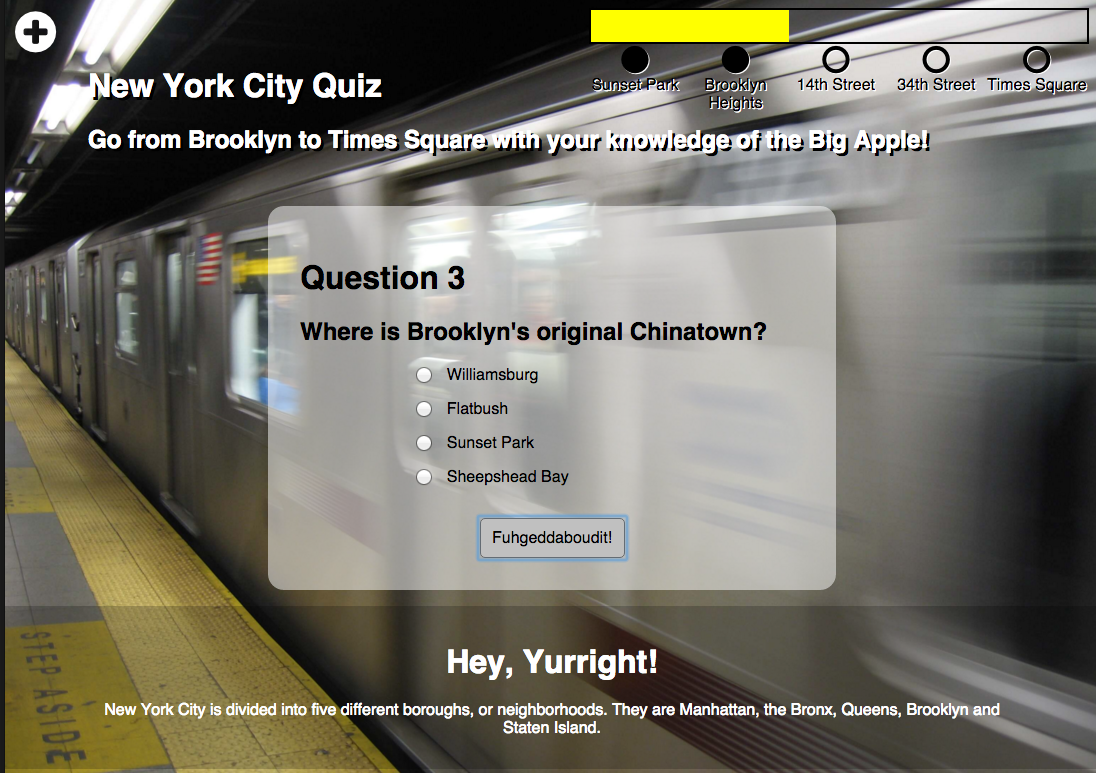 Sunset Park
Brooklyn Heights
14th Street
34th Street
Times Square
New York City Quiz
Go from Brooklyn to Times Square with your knowledge of the Big Apple!
Question 3
Where is Brooklyn's original Chinatown?
Williamsburg
Flatbush
Sunset Park
Sheepshead Bay
Fuhgeddaboudit!
STEP ASIDE
Hey, Yurright!
New York City is divided into five different boroughs, or neighborhoods. They are Manhattan, the Bronx, Queens, Brooklyn and
Staten Island.